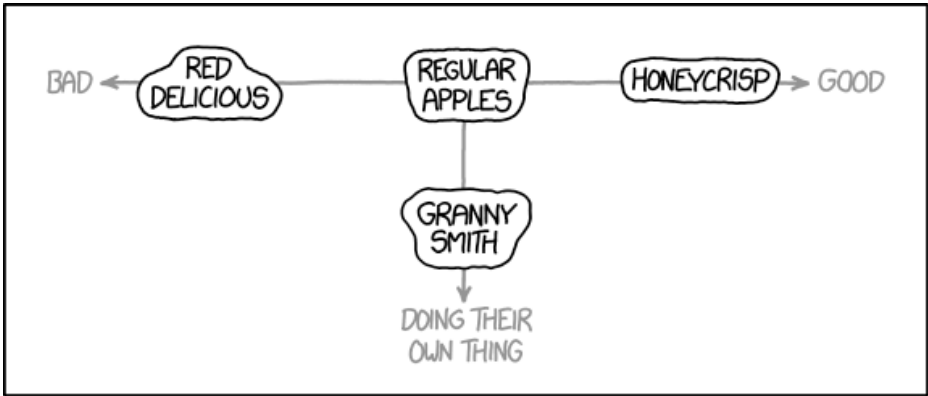 BAD
RED
DELICIOUS
REGULAR
APPLES
HONEYCRISP
GOOD
GRANNY
SMITH
DOING THEIR
OWN THING